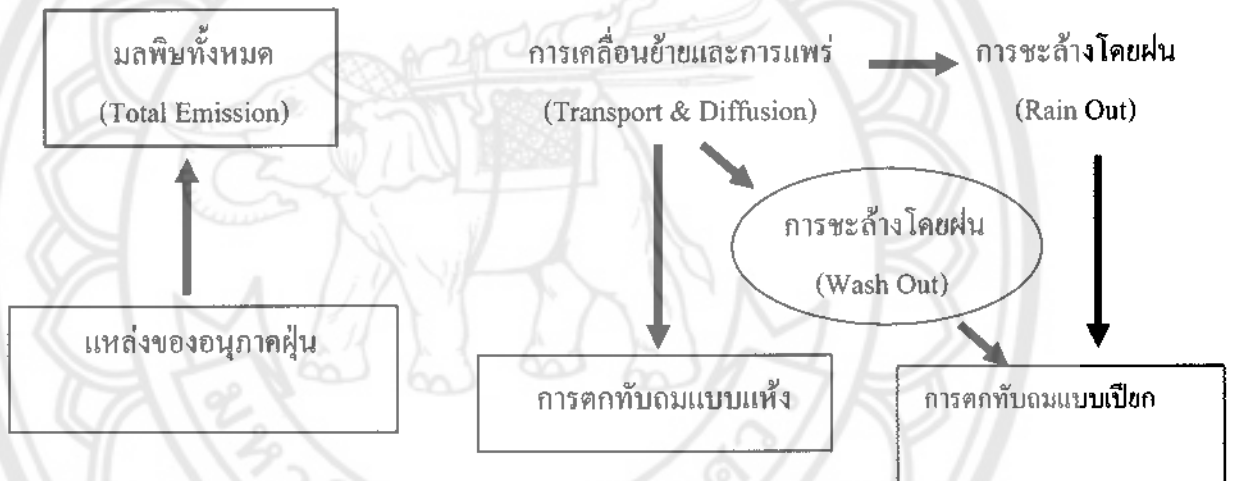 มลพิษทั้งหมด
(Total Emission)
การเคลื่อนย้ายและการแพร่
(Transport & Diffusion)
การชะล้างโดยฝน
(Rain Out)
การชะล้างโดยฝน
(Wash Out)
แหล่งของอนุภาคฝุ่น
การตกทับถมแบบแห้ง
การตกทับถมแบบเปียก